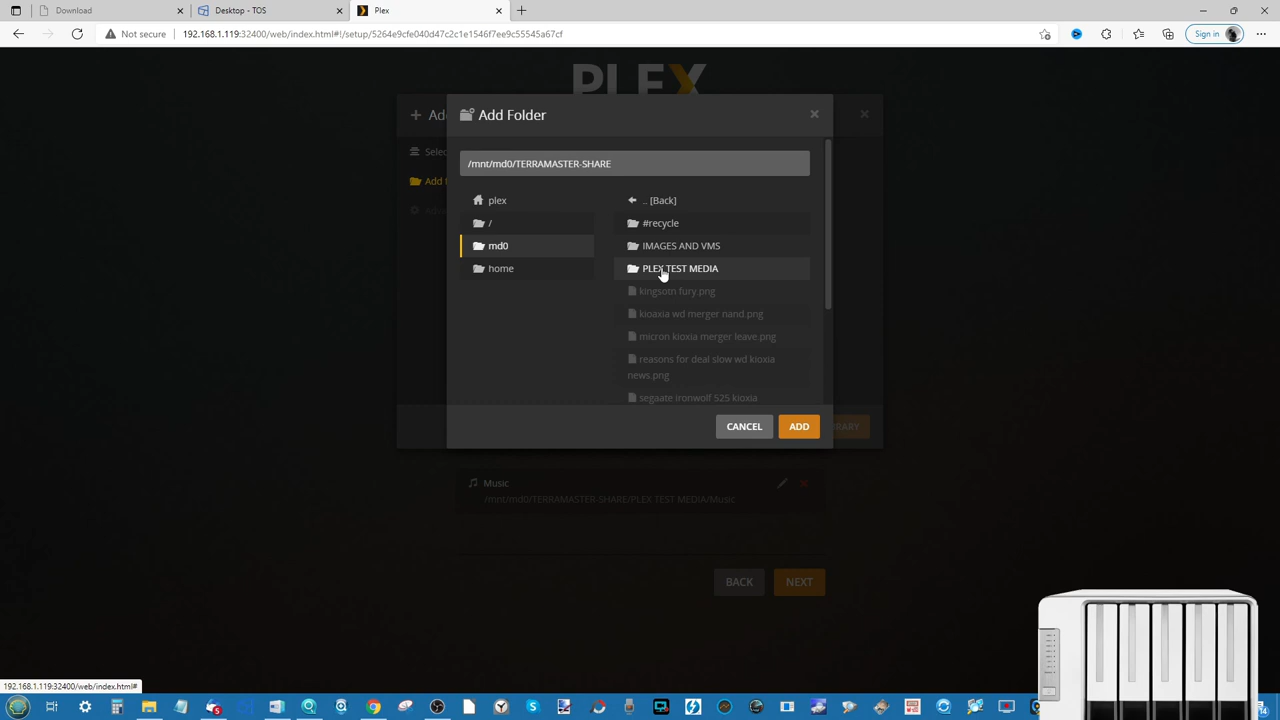 Download
Desktop - TOS
Plex
Not secure
192.168.1.119:32400/web/index.html#!/setup/5264e9cfe040d47c2c1e1546f7ee9c55545a67cf
Sign in
PLEX
Add Folder
/mnt/md0/TERRAMASTER-SHARE
Selec
Add f
plex
/
md0
home
.. [Back]
#recycle
IMAGES AND VMS
PLEX TEST MEDIA
kingsotn fury.png
kioaxia wd merger nand.png
micron kioxia merger leave.png
reasons for deal slow wd kioxia
news.png
segaate ironwolf 525 kioxia
CANCEL
ADD
Music
/mnt/md0/TERRAMASTER-SHARE/PLEX TEST MEDIA/Music
BACK
NEXT
192.168.1.119:32400/web/index.html#